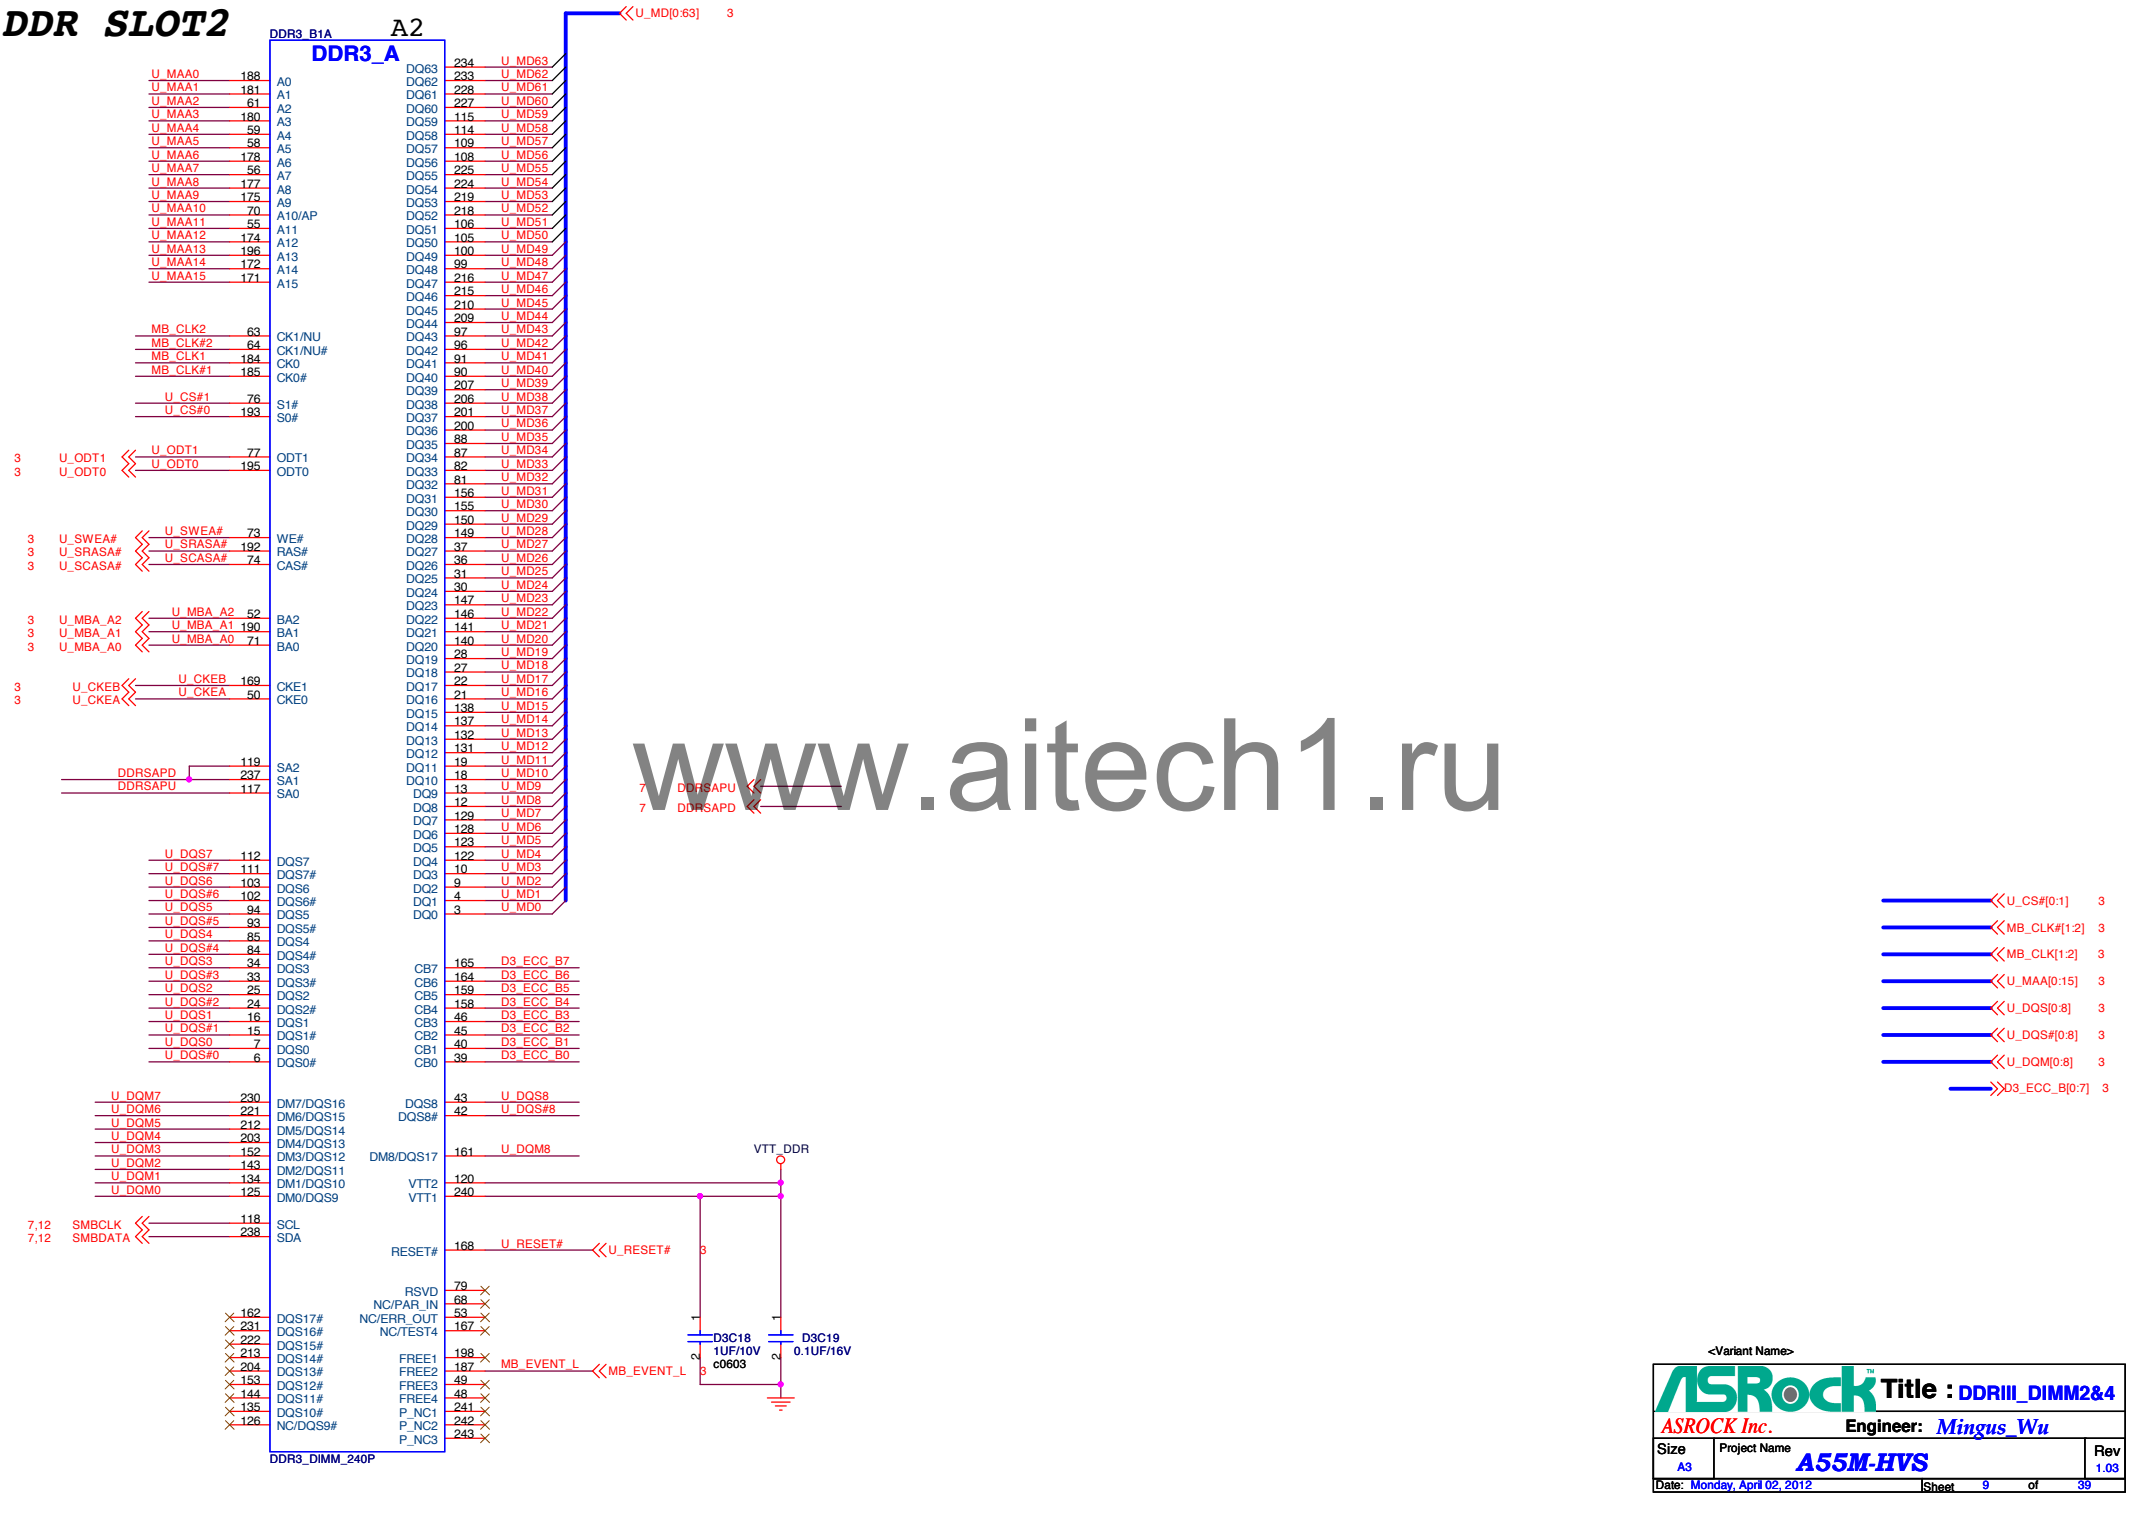 DDR SLOT2
DDR3_B1A
A2
DDR3_A
U_MD[0:63] 3
U_MAA0 188 A0
U_MAA1 181 A1
U_MAA2 61 A2
U_MAA3 180 A3
U_MAA4 59 A4
U_MAA5 58 A5
U_MAA6 178 A6
U_MAA7 56 A7
U_MAA8 177 A8
U_MAA9 175 A9
U_MAA10 70 A10/AP
U_MAA11 55 A11
U_MAA12 174 A12
U_MAA13 196 A13
U_MAA14 172 A14
U_MAA15 171 A15
MB_CLK2 63 CK1/NU
MB_CLK#2 64 CK1/NU#
MB_CLK1 184 CK0
MB_CLK#1 185 CK0#
U_CS#1 76 S1#
U_CS#0 193 S0#
3 U_ODT1 U_ODT1 77 ODT1
3 U_ODT0 U_ODT0 195 ODT0
3 U_SWEA# U_SWEA# 73 WE#
3 U_SRASA# U_SRASA# 192 RAS#
3 U_SCASA# U_SCASA# 74 CAS#
3 U_MBA_A2 U_MBA_A2 52 BA2
3 U_MBA_A1 U_MBA_A1 190 BA1
3 U_MBA_A0 U_MBA_A0 71 BA0
3 U_CKEB U_CKEB 169 CKE1
3 U_CKEA U_CKEA 50 CKE0
119 SA2
DDRSAPD 237 SA1
DDRSAPU 117 SA0
U_DQS7 112 DQS7
U_DQS#7 111 DQS7#
U_DQS6 103 DQS6
U_DQS#6 102 DQS6#
U_DQS5 94 DQS5
U_DQS#5 93 DQS5#
U_DQS4 85 DQS4
U_DQS#4 84 DQS4#
U_DQS3 34 DQS3
U_DQS#3 33 DQS3#
U_DQS2 25 DQS2
U_DQS#2 24 DQS2#
U_DQS1 16 DQS1
U_DQS#1 15 DQS1#
U_DQS0 7 DQS0
U_DQS#0 6 DQS0#
U_DQM7 230 DM7/DQS16
U_DQM6 221 DM6/DQS15
U_DQM5 212 DM5/DQS14
U_DQM4 203 DM4/DQS13
U_DQM3 152 DM3/DQS12
U_DQM2 143 DM2/DQS11
U_DQM1 134 DM1/DQS10
U_DQM0 125 DM0/DQS9
7,12 SMBCLK 118 SCL
7,12 SMBDATA 238 SDA
162 DQS17#
231 DQS16#
222 DQS15#
213 DQS14#
204 DQS13#
153 DQS12#
144 DQS11#
135 DQS10#
126 NC/DQS9#
DDR3_DIMM_240P
DQ63 234 U_MD63
DQ62 233 U_MD62
DQ61 228 U_MD61
DQ60 227 U_MD60
DQ59 115 U_MD59
DQ58 114 U_MD58
DQ57 109 U_MD57
DQ56 108 U_MD56
DQ55 225 U_MD55
DQ54 224 U_MD54
DQ53 219 U_MD53
DQ52 218 U_MD52
DQ51 106 U_MD51
DQ50 105 U_MD50
DQ49 100 U_MD49
DQ48 99 U_MD48
DQ47 216 U_MD47
DQ46 215 U_MD46
DQ45 210 U_MD45
DQ44 209 U_MD44
DQ43 97 U_MD43
DQ42 96 U_MD42
DQ41 91 U_MD41
DQ40 90 U_MD40
DQ39 207 U_MD39
DQ38 206 U_MD38
DQ37 201 U_MD37
DQ36 200 U_MD36
DQ35 88 U_MD35
DQ34 87 U_MD34
DQ33 82 U_MD33
DQ32 81 U_MD32
DQ31 156 U_MD31
DQ30 155 U_MD30
DQ29 150 U_MD29
DQ28 149 U_MD28
DQ27 37 U_MD27
DQ26 36 U_MD26
DQ25 31 U_MD25
DQ24 30 U_MD24
DQ23 147 U_MD23
DQ22 146 U_MD22
DQ21 141 U_MD21
DQ20 140 U_MD20
DQ19 28 U_MD19
DQ18 27 U_MD18
DQ17 22 U_MD17
DQ16 21 U_MD16
DQ15 138 U_MD15
DQ14 137 U_MD14
DQ13 132 U_MD13
DQ12 131 U_MD12
DQ11 19 U_MD11
DQ10 18 U_MD10
DQ9 13 U_MD9
DQ8 12 U_MD8
DQ7 129 U_MD7
DQ6 128 U_MD6
DQ5 123 U_MD5
DQ4 122 U_MD4
DQ3 10 U_MD3
DQ2 9 U_MD2
DQ1 4 U_MD1
DQ0 3 U_MD0
CB7 165 D3_ECC_B7
CB6 164 D3_ECC_B6
CB5 159 D3_ECC_B5
CB4 158 D3_ECC_B4
CB3 46 D3_ECC_B3
CB2 45 D3_ECC_B2
CB1 40 D3_ECC_B1
CB0 39 D3_ECC_B0
DQS8 43 U_DQS8
DQS8# 42 U_DQS#8
DM8/DQS17 161 U_DQM8
VTT2 120
VTT1 240
VTT_DDR
RESET# 168 U_RESET# U_RESET# 3
RSVD 79
NC/PAR_IN 68
NC/ERR_OUT 53
NC/TEST4 167
FREE1 198
FREE2 187 MB_EVENT_L MB_EVENT_L 3
FREE3 49
FREE4 48
P_NC1 241
P_NC2 242
P_NC3 243
1 2 D3C18
1UF/10V
c0603
1 2 D3C19
0.1UF/16V
www.aitech1.ru
7 DDRSAPU
7 DDRSAPD
U_CS#[0:1] 3
MB_CLK#[1:2] 3
MB_CLK[1:2] 3
U_MAA[0:15] 3
U_DQS[0:8] 3
U_DQS#[0:8] 3
U_DQM[0:8] 3
D3_ECC_B[0:7] 3
<Variant Name>
ASRock ™ Title : DDRIII_DIMM2&4
ASROCK Inc. Engineer: Mingus_Wu
Size Project Name Rev
A3 A55M-HVS 1.03
Date: Monday, April 02, 2012 Sheet 9 of 39